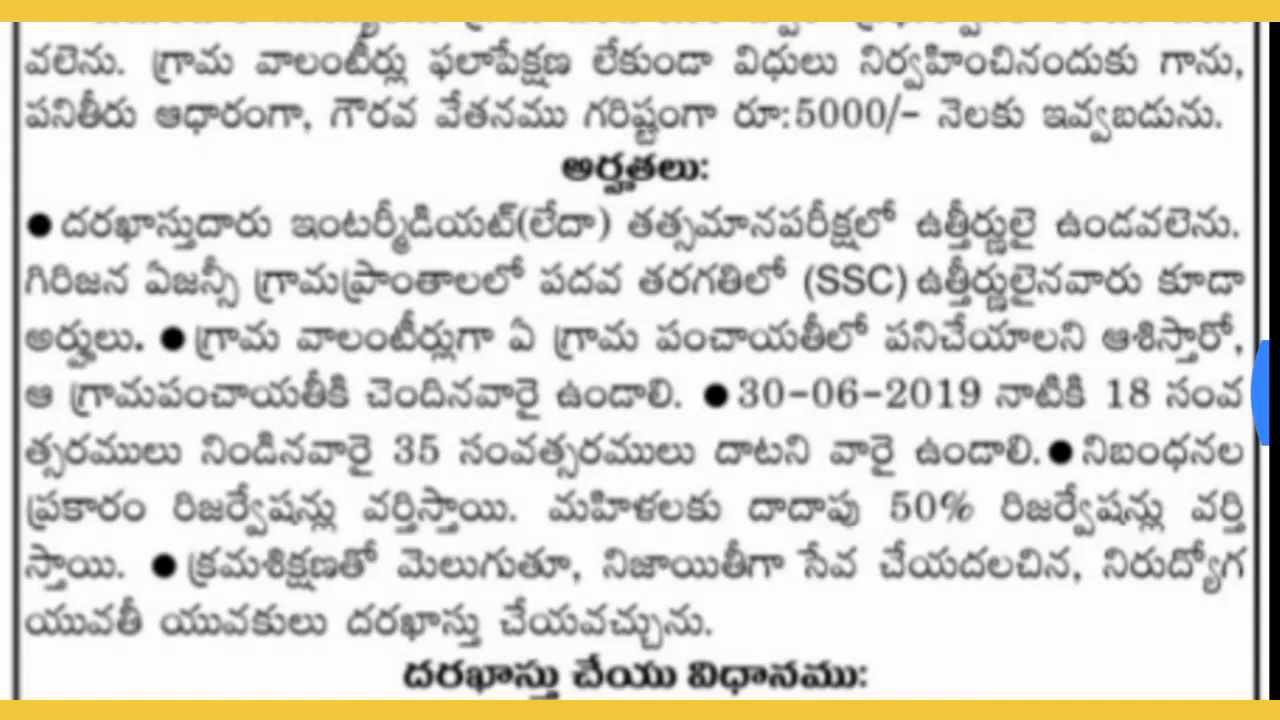 వలెను. గ్రామ వాలంటీర్లు ఫలాపేక్షణ లేకుండా విధులు నిర్వహించినందుకు గాను,
పనితీరు ఆధారంగా, గౌరవ వేతనము గరిష్టంగా రూ:5000/- నెలకు ఇవ్వబడును.
అర్హతలు:
● దరఖాస్తుదారు ఇంటర్మీడియట్(లేదా) తత్సమానపరీక్షలో ఉత్తీర్ణులై ఉండవలెను.
గిరిజన ఏజన్సీ గ్రామప్రాంతాలలో పదవ తరగతిలో (SSC) ఉత్తీర్ణులైనవారు కూడా
అర్హులు. ● గ్రామ వాలంటీర్లుగా ఏ గ్రామ పంచాయతీలో పనిచేయాలని ఆశిస్తారో,
ఆ గ్రామపంచాయతీకి చెందినవారై ఉండాలి. ● 30-06-2019 నాటికి 18 సంవ
త్సరములు నిండినవారై 35 సంవత్సరములు దాటని వారై ఉండాలి. ● నిబంధనల
ప్రకారం రిజర్వేషన్లు వర్తిస్తాయి. మహిళలకు దాదాపు 50% రిజర్వేషన్లు వర్తి
స్తాయి. ● క్రమశిక్షణతో మెలుగుతూ, నిజాయితీగా సేవ చేయదలచిన, నిరుద్యోగ
యువతీ యువకులు దరఖాస్తు చేయవచ్చును.
దరఖాస్తు చేయు విధానము: